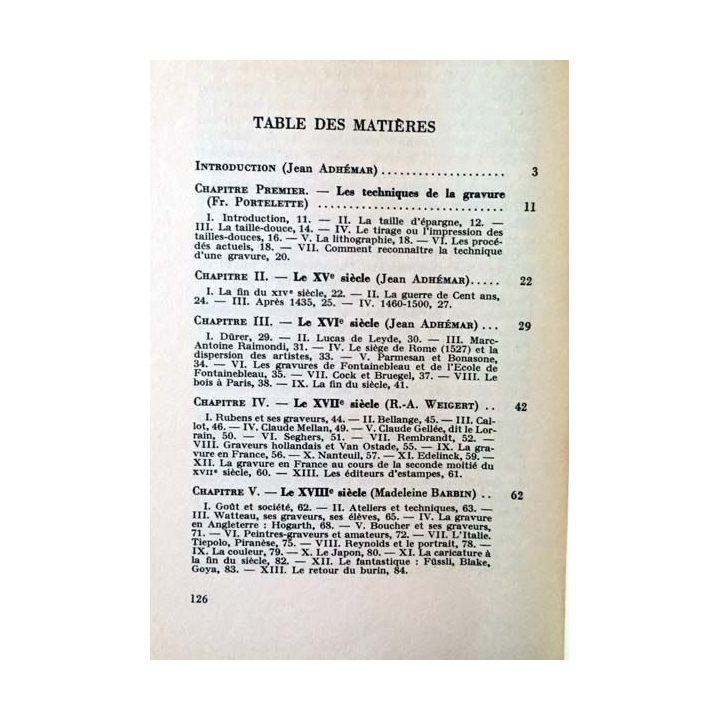 TABLE DES MATIÈRES
INTRODUCTION (Jean ADHÉMAR) .................... 3
CHAPITRE PREMIER. — Les techniques de la gravure
(Fr. PORTELETTE) ........................ 11
I. Introduction, 11. — II. La taille d'épargne, 12. —
III. La taille-douce, 14. — IV. Le tirage ou l'impression des
tailles-douces, 16. — V. La lithographie, 18. — VI. Les procé-
dés actuels, 18. — VII. Comment reconnaître la technique
d'une gravure, 20.
CHAPITRE II. — Le XVe siècle (Jean ADHÉMAR)..... 22
I. La fin du XIVe siècle, 22. — II. La guerre de Cent ans,
24. — III. Après 1435, 25. — IV. 1460-1500, 27.
CHAPITRE III. — Le XVIe siècle (Jean ADHÉMAR) ... 29
I. Dürer, 29. — II. Lucas de Leyde, 30. — III. Marc-
Antoine Raimondi, 31. — IV. Le siège de Rome (1527) et la
dispersion des artistes, 33. — V. Parmesan et Bonasone,
34. — VI. Les gravures de Fontainebleau et de l'Ecole de
Fontainebleau, 35. — VII. Cock et Bruegel, 37. — VIII. Le
bois à Paris, 38. — IX. La fin du siècle, 41.
CHAPITRE IV. — Le XVIIe siècle (R.-A. WEIGERT) .. 42
I. Rubens et ses graveurs, 44. — II. Bellange, 45. — III. Cal-
lot, 46. — IV. Claude Mellan, 49. — V. Claude Gellée, dit le Lor-
rain, 50. — VI. Seghers, 51. — VII. Rembrandt, 52. —
VIII. Graveurs hollandais et Van Ostade, 55. — IX. La gra-
vure en France, 56. — X. Nanteuil, 57. — XI. Edelinck, 59. —
XII. La gravure en France au cours de la seconde moitié du
XVIIe siècle, 60. — XIII. Les éditeurs d'estampes, 61.
CHAPITRE V. — Le XVIIIe siècle (Madeleine BARBIN) .. 62
I. Goût et société, 62. — II. Ateliers et techniques, 63. —
III. Watteau, ses graveurs, ses élèves, 65. — IV. La gravure
en Angleterre : Hogarth, 68. — V. Boucher et ses graveurs,
71. — VI. Peintres-graveurs et amateurs, 72. — VII. L'Italie.
Tiepolo, Piranèse, 75. — VIII. Reynolds et le portrait, 78. —
IX. La couleur, 79. — X. Le Japon, 80. — XI. La caricature à
la fin du siècle, 82. — XII. Le fantastique : Füssli, Blake,
Goya, 83. — XIII. Le retour du burin, 84.
126